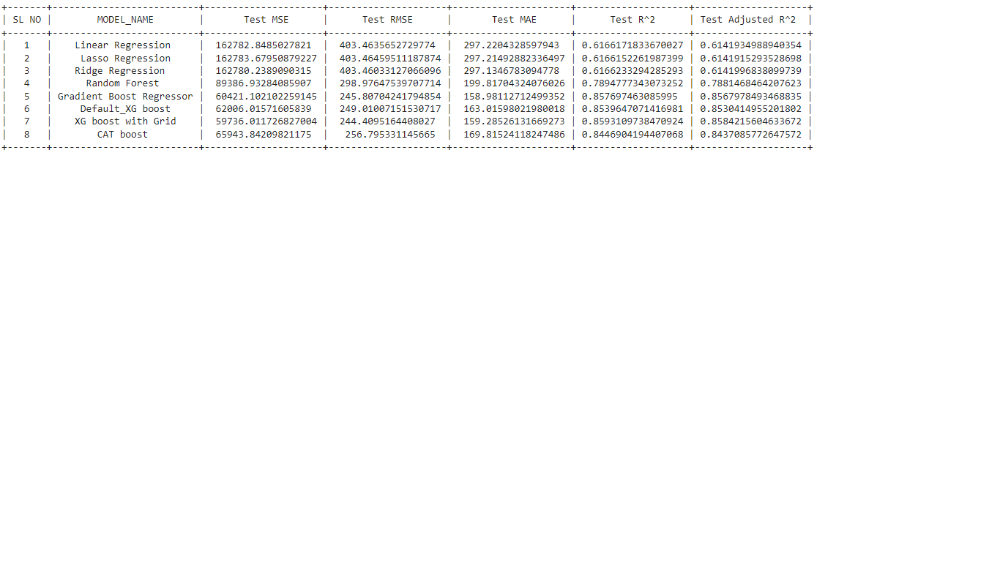 +-------+-------------------------+--------------------+--------------------+--------------------+--------------------+--------------------+
| SL NO | MODEL_NAME | Test MSE | Test RMSE | Test MAE | Test R^2 | Test Adjusted R^2 |
+-------+-------------------------+--------------------+--------------------+--------------------+--------------------+--------------------+
| 1 | Linear Regression | 162782.8485027821 | 403.4635652729774 | 297.2204328597943 | 0.6166171833670027 | 0.6141934988940354 |
| 2 | Lasso Regression | 162783.67950879227 | 403.46459511187874 | 297.21492882336497 | 0.6166152261987399 | 0.6141915293528698 |
| 3 | Ridge Regression | 162780.2389090315 | 403.46033127066096 | 297.1346783094778 | 0.6166233294285293 | 0.6141996838099739 |
| 4 | Random Forest | 89386.93284085907 | 298.97647539707714 | 199.81704324076026 | 0.7894777343073252 | 0.7881468464207623 |
| 5 | Gradient Boost Regressor | 60421.102102259145 | 245.80704241794854 | 158.98112712499352 | 0.857697463085995 | 0.8567978493468835 |
| 6 | Default_XG boost | 62006.01571605839 | 249.01007151530717 | 163.01598021980018 | 0.8539647071416981 | 0.8530414955201802 |
| 7 | XG boost with Grid | 59736.011726827004 | 244.4095164408027 | 159.28526131669273 | 0.8593109738470924 | 0.8584215604633672 |
| 8 | CAT boost | 65943.84209821175 | 256.795331145665 | 169.81524118247486 | 0.8446904194407068 | 0.8437085772647572 |
+-------+-------------------------+--------------------+--------------------+--------------------+--------------------+--------------------+